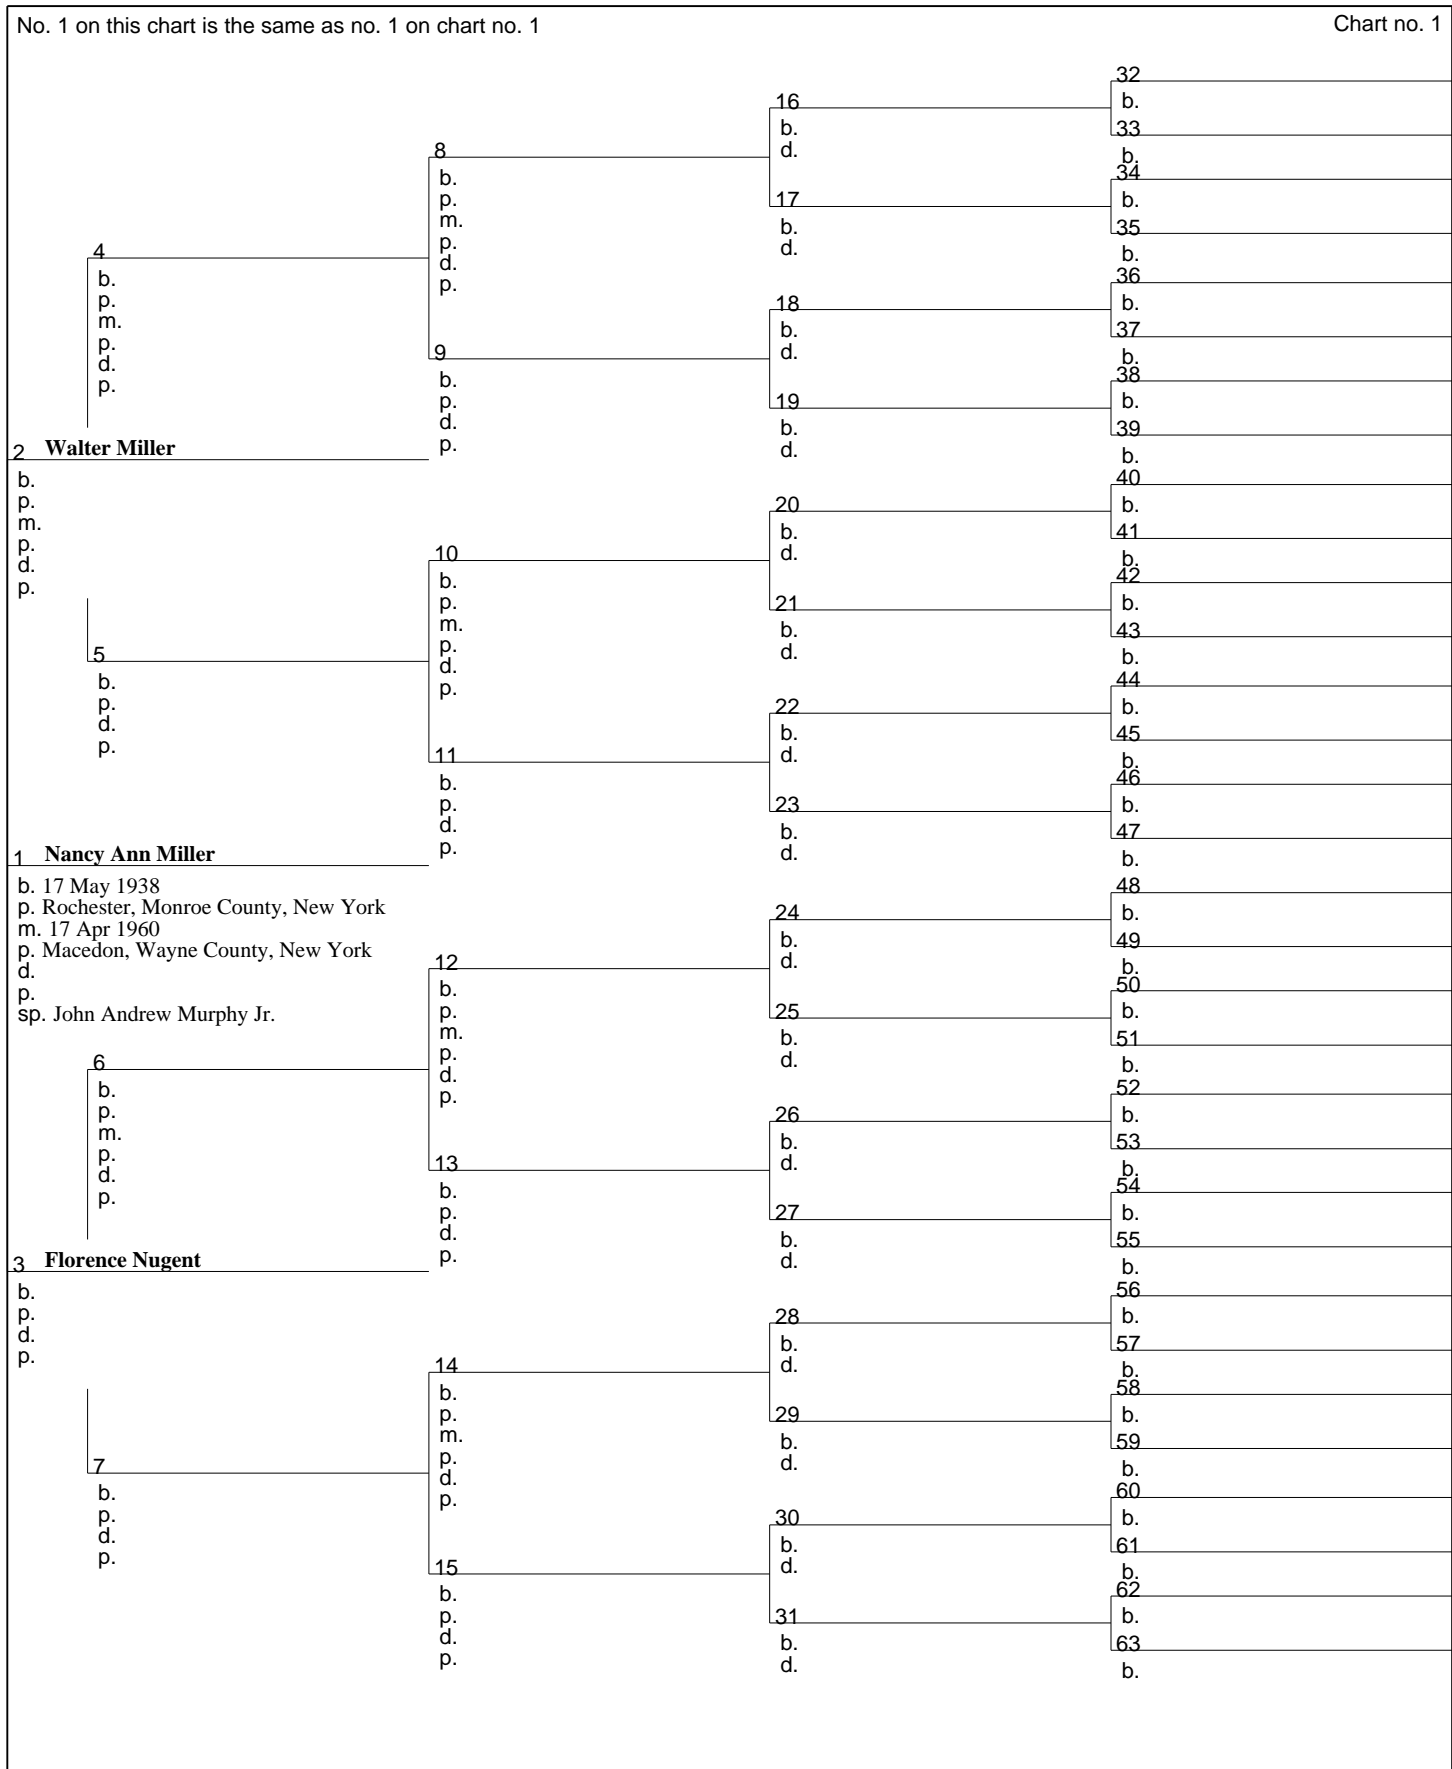 No. 1 on this chart is the same as no. 1 on chart no. 1
Chart no. 1
2 Walter Miller
b.
p.
m.
p.
d.
p.
1 Nancy Ann Miller
b. 17 May 1938
p. Rochester, Monroe County, New York
m. 17 Apr 1960
p. Macedon, Wayne County, New York
d.
p.
sp. John Andrew Murphy Jr.
3 Florence Nugent
b.
p.
d.
p.
4
b.
p.
m.
p.
d.
p.
5
b.
p.
d.
p.
6
b.
p.
m.
p.
d.
p.
7
b.
p.
d.
p.
8
b.
p.
m.
p.
d.
p.
9
b.
p.
d.
p.
10
b.
p.
m.
p.
d.
p.
11
b.
p.
d.
p.
12
b.
p.
m.
p.
d.
p.
13
b.
p.
d.
p.
14
b.
p.
m.
p.
d.
p.
15
b.
p.
d.
p.
16
b.
d.
17
b.
d.
18
b.
d.
19
b.
d.
20
b.
d.
21
b.
d.
22
b.
d.
23
b.
d.
24
b.
d.
25
b.
d.
26
b.
d.
27
b.
d.
28
b.
d.
29
b.
d.
30
b.
d.
31
b.
d.
32
b.
33
b.
34
b.
35
b.
36
b.
37
b.
38
b.
39
b.
40
b.
41
b.
42
b.
43
b.
44
b.
45
b.
46
b.
47
b.
48
b.
49
b.
50
b.
51
b.
52
b.
53
b.
54
b.
55
b.
56
b.
57
b.
58
b.
59
b.
60
b.
61
b.
62
b.
63
b.